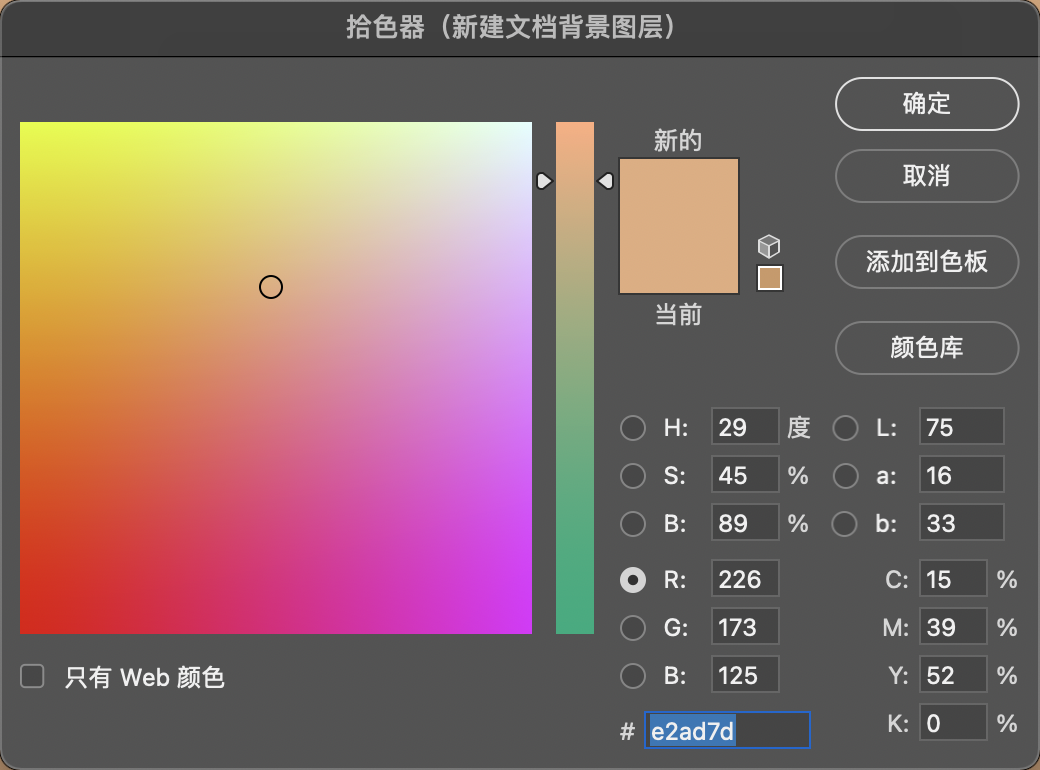 拾色器（新建文档背景图层）
确定
新的
取消
添加到色板
当前
颜色库
H: 29 度 L: 75
S: 45 % a: 16
B: 89 % b: 33
R: 226 C: 15 %
G: 173 M: 39 %
B: 125 Y: 52 %
只有 Web 颜色
# e2ad7d K: 0 %